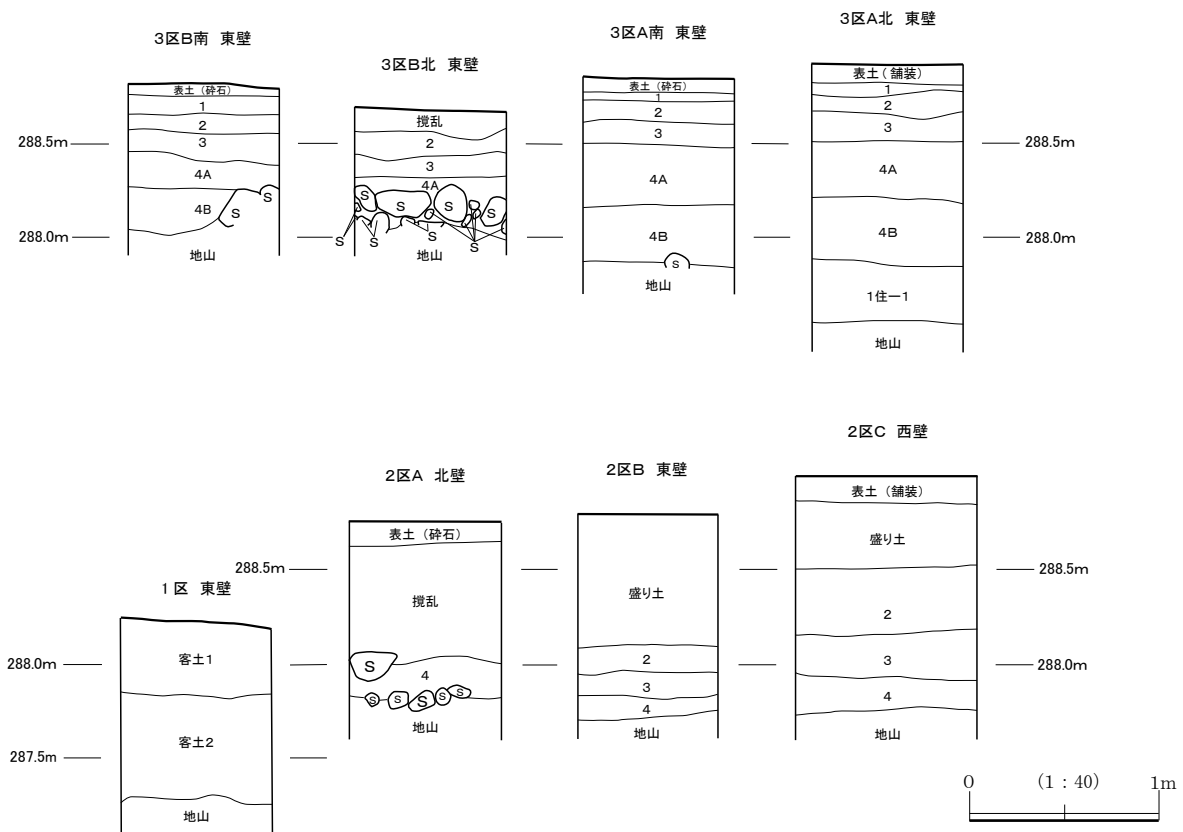 3区B南 東壁
表土（砕石）
1
2
3
4A
4B
S
S
地山
288.5m
288.0m
3区B北 東壁
撹乱
2
3
4A
S
S
S
S
S
S
S
S
地山
3区A南 東壁
表土（砕石）
1
2
3
4A
4B
S
地山
3区A北 東壁
表土（舗装）
1
2
3
4A
4B
1住ー1
地山
288.5m
288.0m
1区 東壁
客土1
客土2
地山
288.0m
287.5m
2区A 北壁
表土（砕石）
撹乱
S
4
S
S
S
S
S
地山
288.5m
2区B 東壁
盛り土
2
3
4
地山
2区C 西壁
表土（舗装）
盛り土
2
3
4
地山
288.5m
288.0m
0 (1：40) 1m